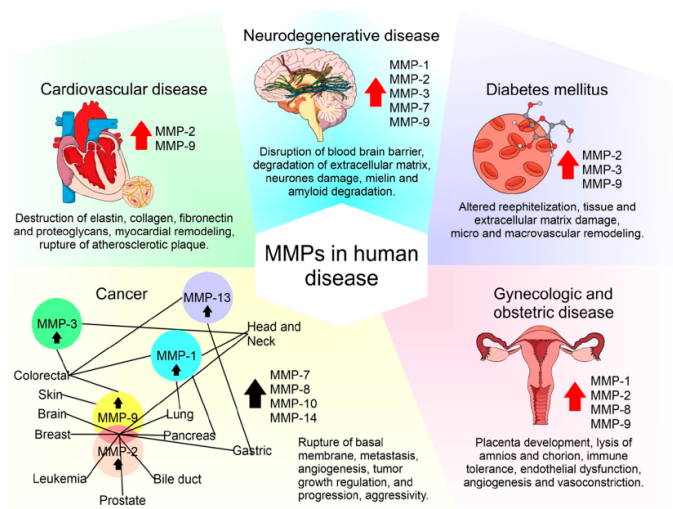 Neurodegenerative disease
MMP-1
MMP-2
MMP-3
MMP-7
MMP-9
Disruption of blood brain barrier,
degradation of extracellular matrix,
neurones damage, mielin and
amyloid degradation.
Cardiovascular disease
MMP-2
MMP-9
Destruction of elastin, collagen, fibronectin
and proteoglycans, myocardial remodeling,
rupture of atherosclerotic plaque.
Diabetes mellitus
MMP-2
MMP-3
MMP-9
Altered reephitelization, tissue and
extracellular matrix damage,
micro and macrovascular remodeling.
MMPs in human
disease
Cancer
MMP-13
MMP-3
Head and
Neck
MMP-1
Colorectal
Skin
MMP-9
Brain
Lung
Breast
Pancreas
MMP-2
Gastric
Leukemia
Bile duct
Prostate
MMP-7
MMP-8
MMP-10
MMP-14
Rupture of basal
membrane, metastasis,
angiogenesis, tumor
growth regulation, and
progression, aggressivity.
Gynecologic and
obstetric disease
MMP-1
MMP-2
MMP-8
MMP-9
Placenta development, lysis of
amnios and chorion, immune
tolerance, endothelial dysfunction,
angiogenesis and vasoconstriction.